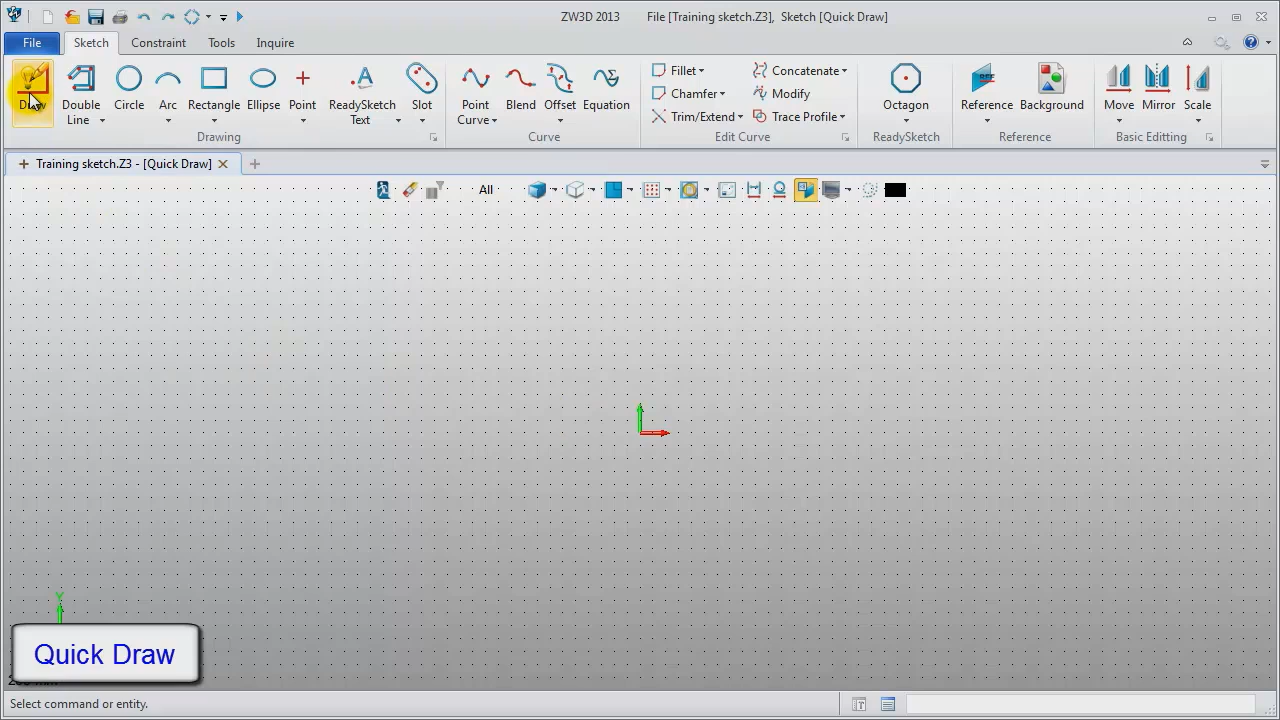 ZW3D 2013 File [Training sketch.Z3], Sketch [Quick Draw]
File Sketch Constraint Tools Inquire
Draw Double Line Circle Arc Rectangle Ellipse Point ReadySketch Text Slot
Drawing
Point Curve Blend Offset Equation
Curve
Fillet Concatenate
Chamfer Modify
Trim/Extend Trace Profile
Edit Curve
Octagon
ReadySketch
REF
Reference Background
Reference
Move Mirror Scale
Basic Editing
Training sketch.Z3 - [Quick Draw]
All
Y
Quick Draw
Select command or entity.